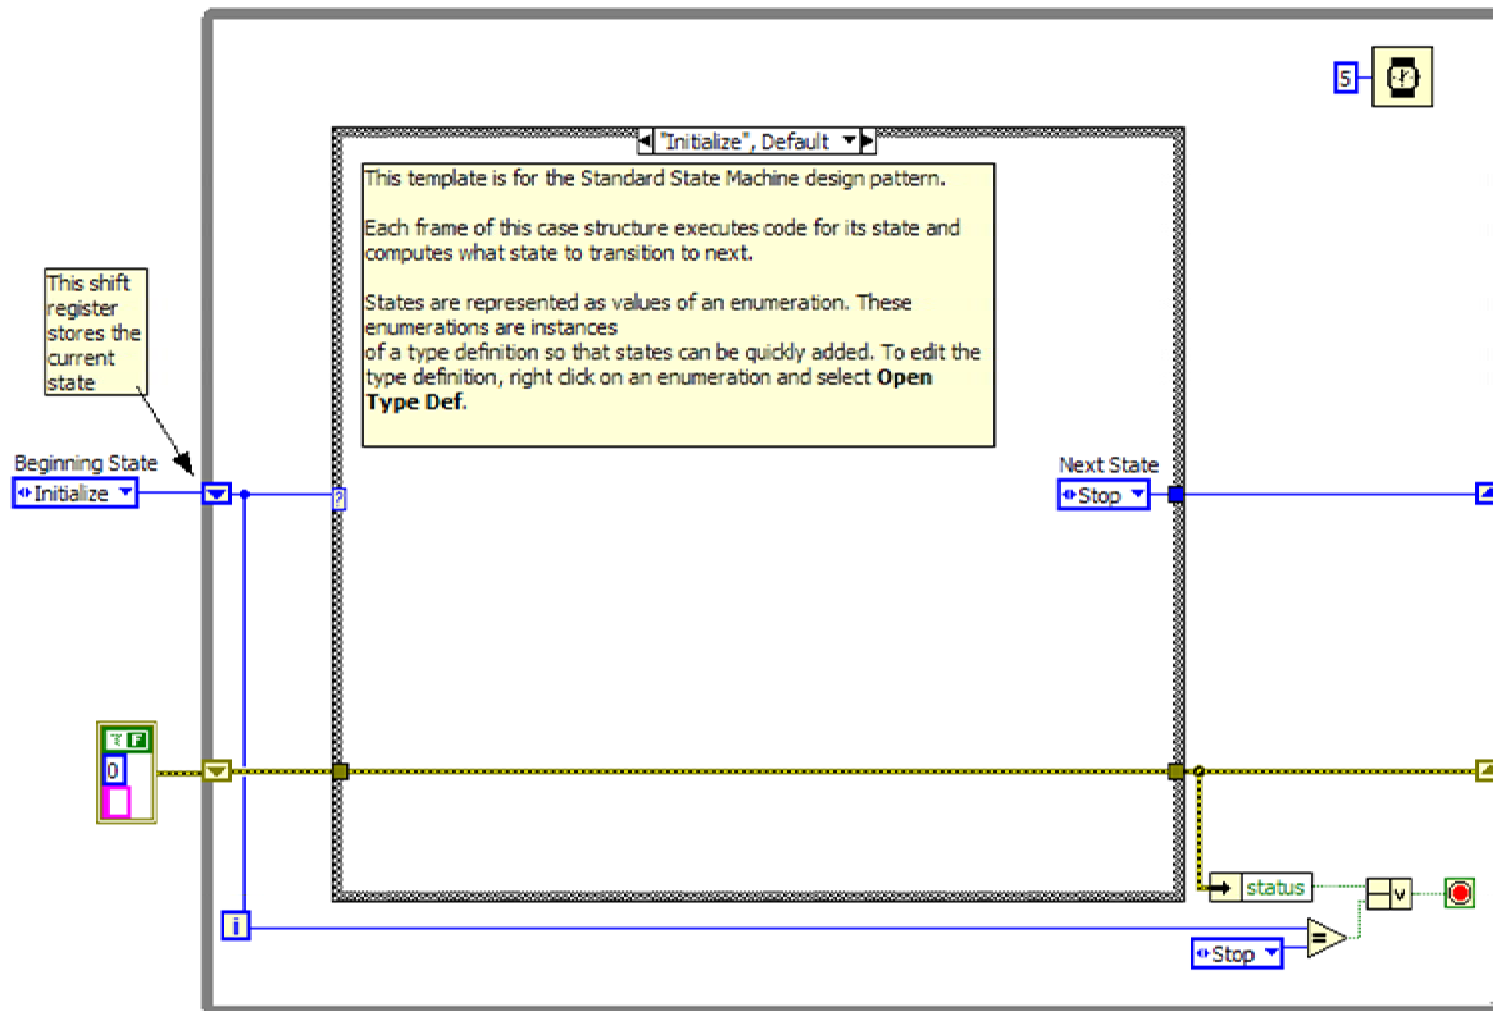 5
"Initialize", Default
This template is for the Standard State Machine design pattern.
Each frame of this case structure executes code for its state and
computes what state to transition to next.
States are represented as values of an enumeration. These
enumerations are instances
of a type definition so that states can be quickly added. To edit the
type definition, right click on an enumeration and select Open
Type Def.
This shift
register
stores the
current
state
Beginning State
Initialize
?
Next State
Stop
F
0
status
v
i
=
Stop